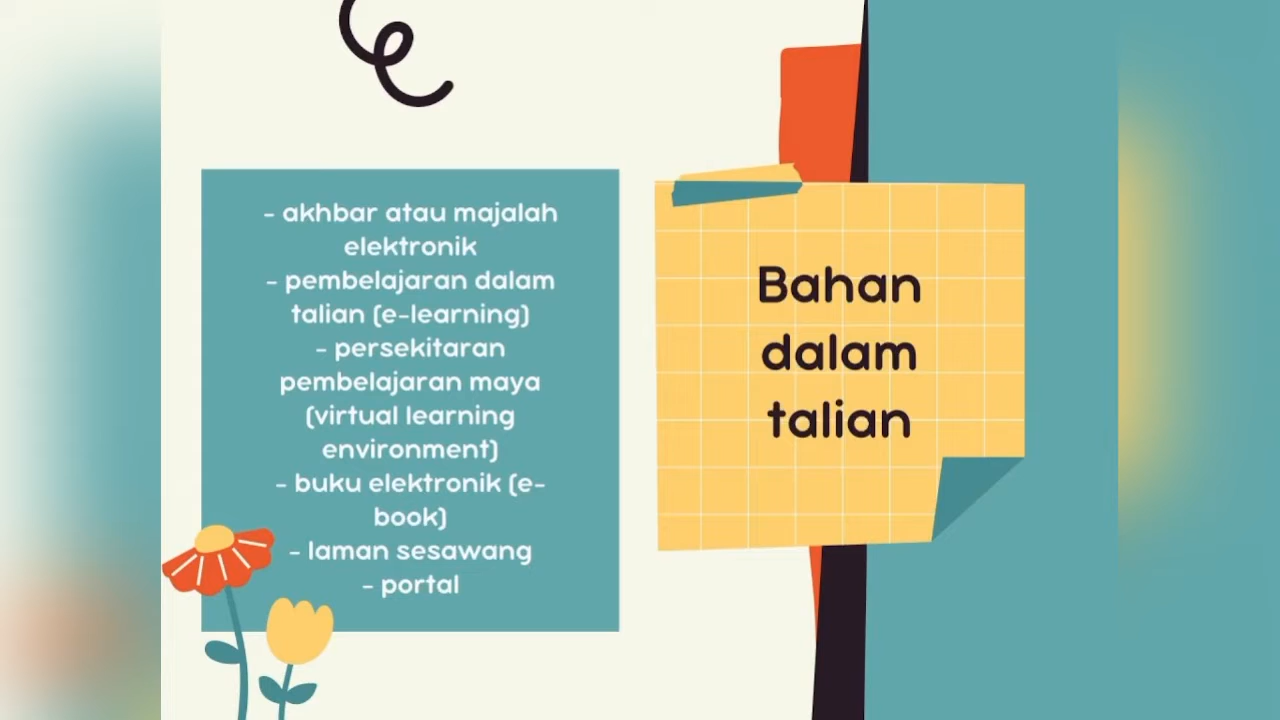 - akhbar atau majalah
elektronik
- pembelajaran dalam
talian (e-learning)
- persekitaran
pembelajaran maya
(virtual learning
environment)
- buku elektronik (e-
book)
- laman sesawang
- portal
Bahan
dalam
talian